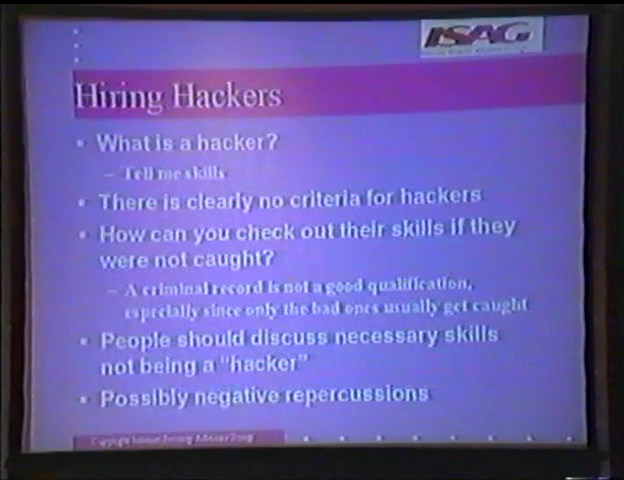 ISAG
Hiring Hackers
• What is a hacker?
– Tell me skills
• There is clearly no criteria for hackers
• How can you check out their skills if they
were not caught?
– A criminal record is not a good qualification,
especially since only the bad ones usually get caught
• People should discuss necessary skills
not being a "hacker"
• Possibly negative repercussions
Copyright